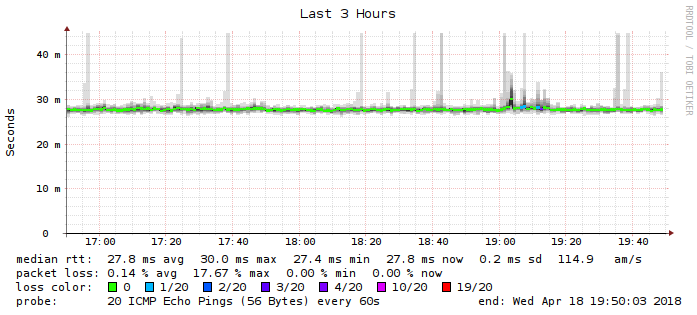 Last 3 Hours
RRDTOOL / TOBI OETIKER
Seconds
40 m
30 m
20 m
10 m
0
17:00 17:20 17:40 18:00 18:20 18:40 19:00 19:20 19:40
median rtt: 27.8 ms avg 30.0 ms max 27.4 ms min 27.8 ms now 0.2 ms sd 114.9 am/s
packet loss: 0.14 % avg 17.67 % max 0.00 % min 0.00 % now
loss color: 0 1/20 2/20 3/20 4/20 10/20 19/20
probe: 20 ICMP Echo Pings (56 Bytes) every 60s end: Wed Apr 18 19:50:03 2018